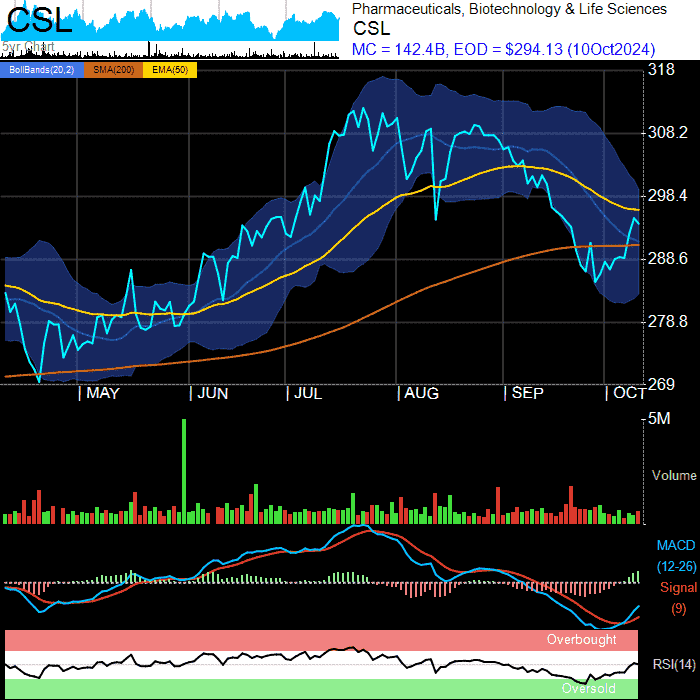 CSL
5yr Chart
Pharmaceuticals, Biotechnology & Life Sciences
CSL
MC = 142.4B, EOD = $294.13 (10Oct2024)
BollBands(20,2) SMA(200) EMA(50)
318
308.2
298.4
288.6
278.8
269
| MAY | JUN | JUL | AUG | SEP | OCT
5M
Volume
MACD
(12-26)
Signal
(9)
Overbought
RSI(14)
Oversold